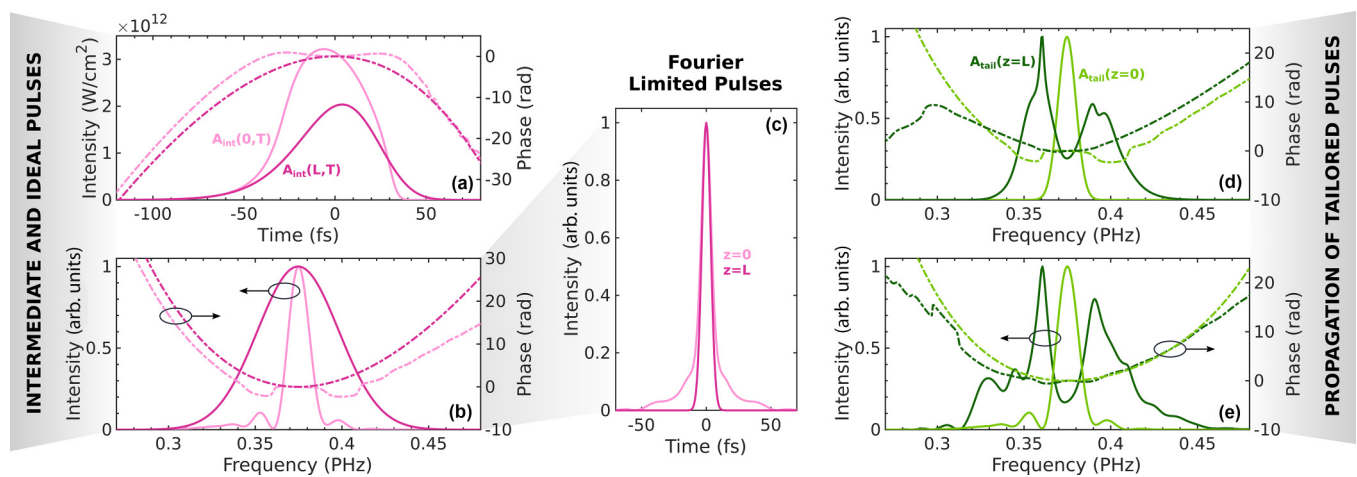 INTERMEDIATE AND IDEAL PULSES
×10^12
3
2
1
0
Intensity (W/cm^2)
0
-10
-20
-30
Phase (rad)
A_int(0,T)
A_int(L,T)
(a)
-100
-50
0
50
Time (fs)
1
0.5
0
Intensity (arb. units)
30
20
10
0
-10
Phase (rad)
(b)
0.3
0.35
0.4
0.45
Frequency (PHz)
Fourier
Limited Pulses
(c)
1
0.8
0.6
0.4
0.2
0
Intensity (arb. units)
z=0
z=L
-50
0
50
Time (fs)
1
0.5
0
Intensity (arb. units)
20
10
0
-10
Phase (rad)
A_tail(z=L)
A_tail(z=0)
(d)
0.3
0.35
0.4
0.45
Frequency (PHz)
1
0.5
0
Intensity (arb. units)
20
10
0
-10
Phase (rad)
(e)
0.3
0.35
0.4
0.45
Frequency (PHz)
PROPAGATION OF TAILORED PULSES